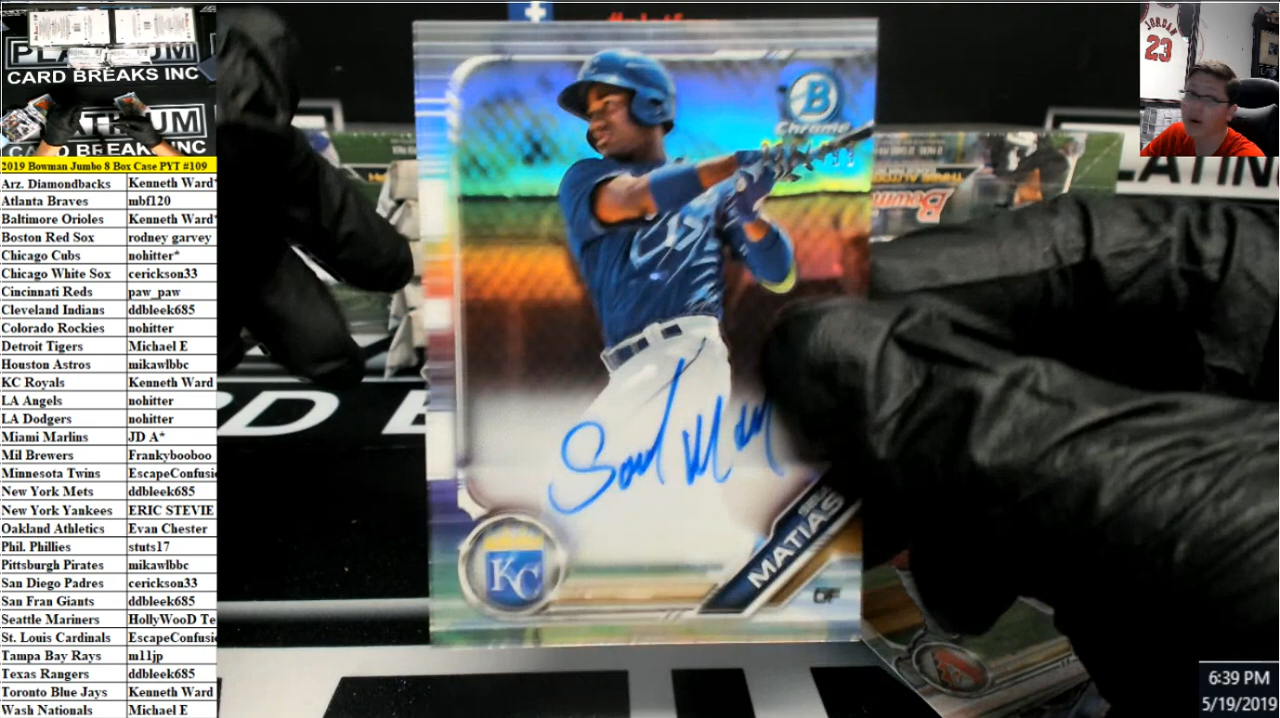 PLATINUM
CARD BREAKS INC
CARD BREAKS INC
2019 Bowman Jumbo 8 Box Case PYT #109
Arz. Diamondbacks Kenneth Ward*
Atlanta Braves mbf120
Baltimore Orioles Kenneth Ward*
Boston Red Sox rodney garvey
Chicago Cubs nohitter*
Chicago White Sox cerickson33
Cincinnati Reds paw_paw
Cleveland Indians ddbleek685
Colorado Rockies nohitter
Detroit Tigers Michael E
Houston Astros mikawlbbc
KC Royals Kenneth Ward
LA Angels nohitter
LA Dodgers nohitter
Miami Marlins JD A*
Mil Brewers Frankybooboo
Minnesota Twins EscapeConfusi
New York Mets ddbleek685
New York Yankees ERIC STEVIE
Oakland Athletics Evan Chester
Phil. Phillies stuts17
Pittsburgh Pirates mikawlbbc
San Diego Padres cerickson33
San Fran Giants ddbleek685
Seattle Mariners HollyWooD Te
St. Louis Cardinals EscapeConfusi
Tampa Bay Rays m11jp
Texas Rangers ddbleek685
Toronto Blue Jays Kenneth Ward
Wash Nationals Michael E
B
Chrome
KC
MATIAS
OF
Bowman
JORDAN
23
PLATIN
D B
6:39 PM
5/19/2019